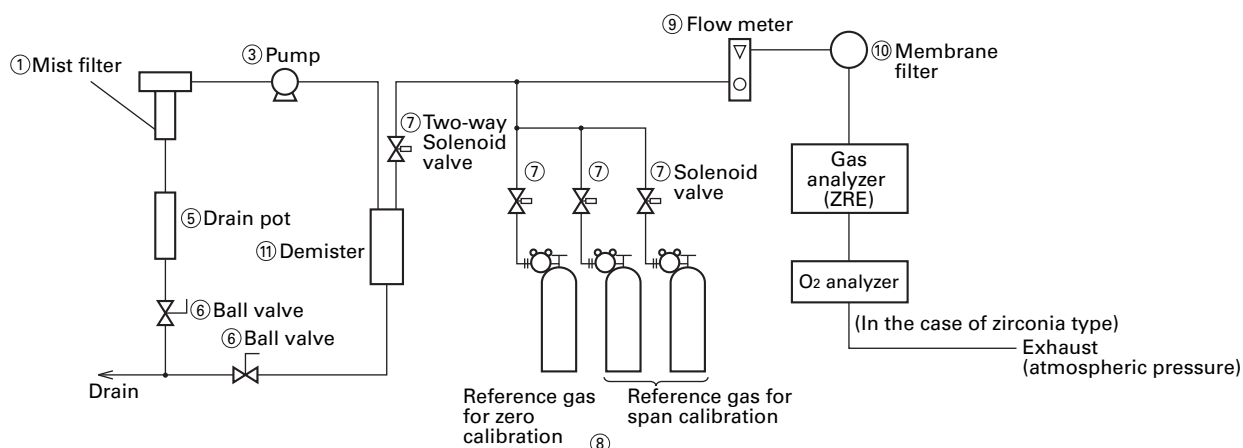 ⑨ Flow meter
③ Pump
① Mist filter
⑩ Membrane
filter
⑦ Two-way
Solenoid
valve
⑦
⑦ Solenoid
valve
Gas
analyzer
(ZRE)
⑤ Drain pot
⑪ Demister
O2 analyzer
⑥ Ball valve
(In the case of zirconia type)
⑥ Ball valve
Exhaust
(atmospheric pressure)
Drain
Reference gas
for zero
calibration
Reference gas for
span calibration
⑧